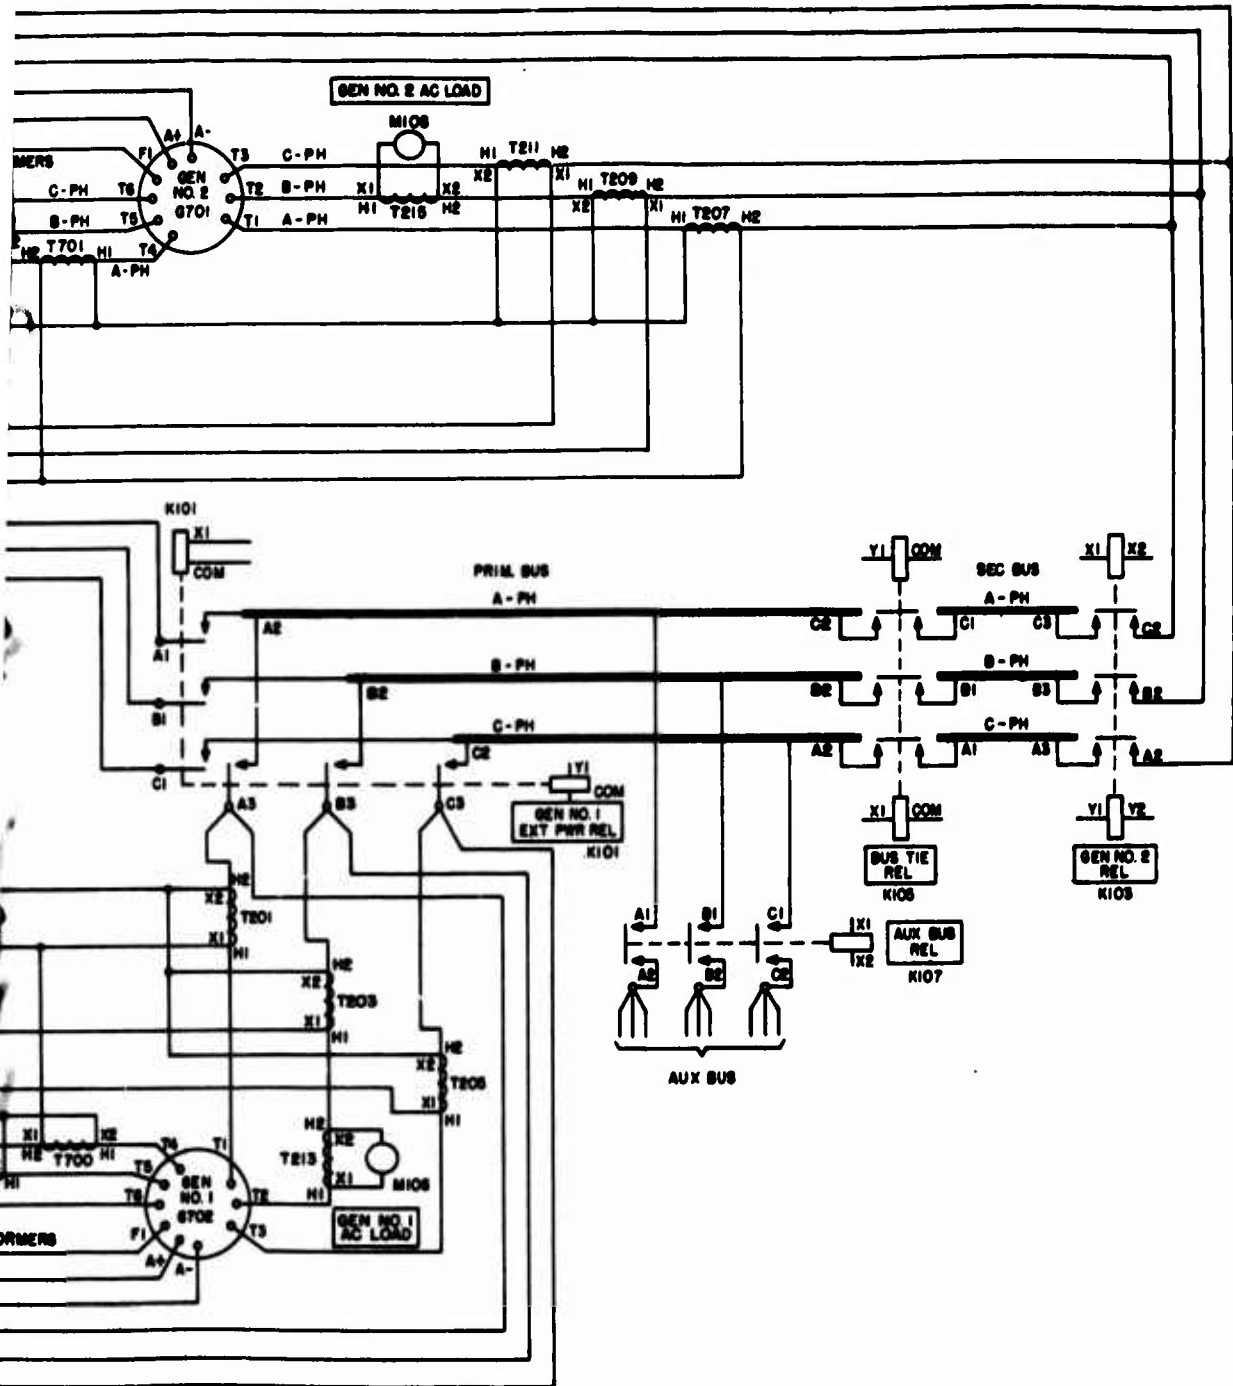 GEN NO. 2 AC LOAD
M108
A+ A-
F1 T3 C-PH H1 T211 H2
MERS GEN X2 X1
C-PH T6 NO. 2 T2 B-PH X1 X2 H1 T209 H2
G701 H1 T215 H2 X2 X1
B-PH T5 T1 A-PH H1 T207 H2
H2 T701 H1 T4
A-PH
K101
X1
COM
Y1 COM X1 X2
PRIM. BUS SEC BUS
A-PH A-PH
A2 C2 C1 C3 C2
A1
B-PH B-PH
B2 B2 B1 B3 B2
B1
C-PH C-PH
C2 A2 A1 A3 A2
C1
Y1
COM
A3 B3 C3
GEN NO. 1
EXT PWR REL
K101
X1 COM Y1 Y2
BUS TIE
REL
K105
GEN NO. 2
REL
K103
H2
X2
T201
X1
H1
A1 B1 C1 X1
AUX BUS
REL
X2
K107
A2 B2 C2
H2
X2
T203
X1
H1
H2
X2
T205
X1
H1
AUX BUS
H2
X2
T213
X1
H1
M106
X1 X2
H2 T700 H1
H1
T4 T1
T5 GEN
T6 NO. 1 T2
G702
F1 T3
A+ A-
GEN NO. 1
AC LOAD
ORMERS